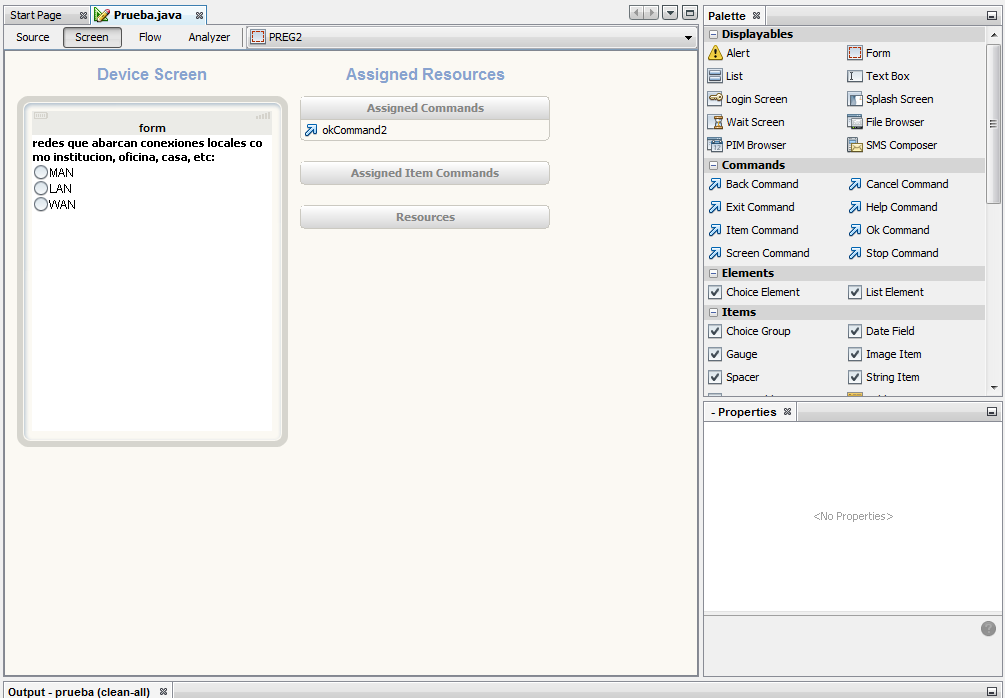 Start Page
Prueba.java
Source Screen Flow Analyzer PREG2
Device Screen
form
redes que abarcan conexiones locales co
mo institucion, oficina, casa, etc:
MAN
LAN
WAN
Assigned Resources
Assigned Commands
okCommand2
Assigned Item Commands
Resources
Palette
Displayables
Alert Form
List Text Box
Login Screen Splash Screen
Wait Screen File Browser
PIM Browser SMS Composer
Commands
Back Command Cancel Command
Exit Command Help Command
Item Command Ok Command
Screen Command Stop Command
Elements
Choice Element List Element
Items
Choice Group Date Field
Gauge Image Item
Spacer String Item
- Properties
<No Properties>
Output - prueba (clean-all)